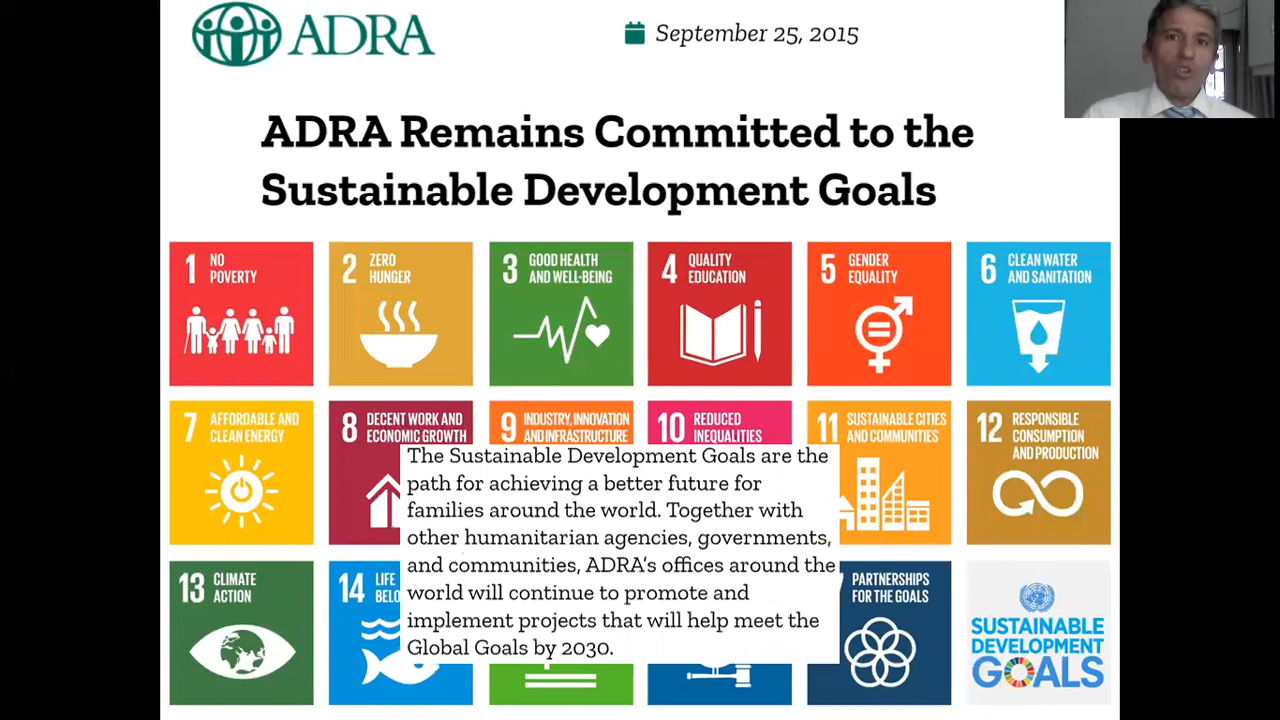 ADRA
September 25, 2015
ADRA Remains Committed to the
Sustainable Development Goals
1 NO
POVERTY
2 ZERO
HUNGER
3 GOOD HEALTH
AND WELL-BEING
4 QUALITY
EDUCATION
5 GENDER
EQUALITY
6 CLEAN WATER
AND SANITATION
7 AFFORDABLE AND
CLEAN ENERGY
8 DECENT WORK AND
ECONOMIC GROWTH
9 INDUSTRY, INNOVATION
AND INFRASTRUCTURE
10 REDUCED
INEQUALITIES
11 SUSTAINABLE CITIES
AND COMMUNITIES
12 RESPONSIBLE
CONSUMPTION
AND PRODUCTION
The Sustainable Development Goals are the
path for achieving a better future for
families around the world. Together with
other humanitarian agencies, governments,
and communities, ADRA's offices around the
world will continue to promote and
implement projects that will help meet the
Global Goals by 2030.
13 CLIMATE
ACTION
14 LIFE
PARTNERSHIPS
FOR THE GOALS
SUSTAINABLE
DEVELOPMENT
GOALS